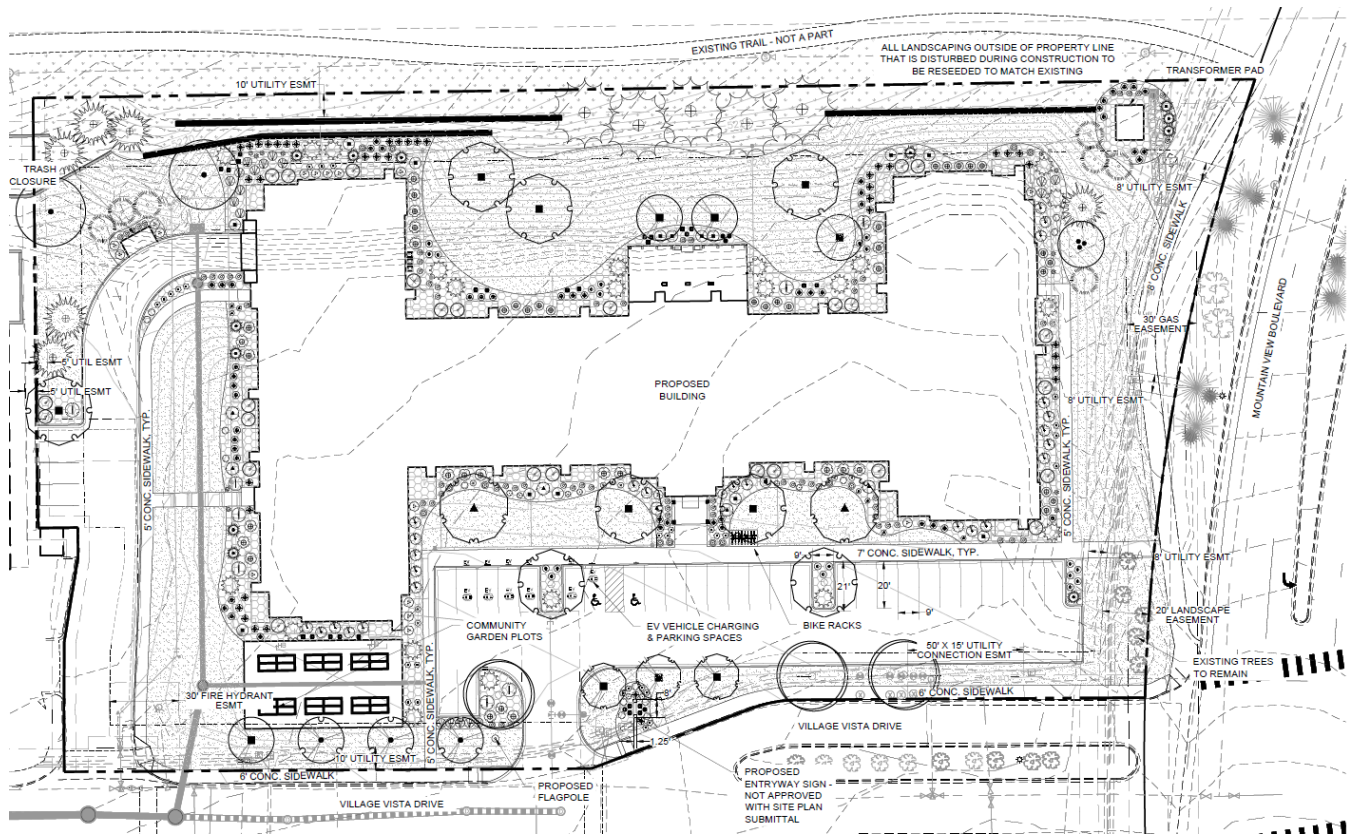 EXISTING TRAIL - NOT A PART
ALL LANDSCAPING OUTSIDE OF PROPERTY LINE
THAT IS DISTURBED DURING CONSTRUCTION TO
BE RESEEDED TO MATCH EXISTING
TRANSFORMER PAD
10' UTILITY ESMT
TRASH
CLOSURE
8' UTILITY ESMT
8' CONC. SIDEWALK
30' GAS
EASEMENT
MOUNTAIN VIEW BOULEVARD
5' UTIL ESMT
5' UTIL ESMT
PROPOSED
BUILDING
8' UTILITY ESMT
5' CONC. SIDEWALK, TYP.
5' CONC. SIDEWALK, TYP.
9'
7' CONC. SIDEWALK, TYP.
8' UTILITY ESMT
21'
20'
9'
COMMUNITY
GARDEN PLOTS
EV VEHICLE CHARGING
& PARKING SPACES
BIKE RACKS
20' LANDSCAPE
EASEMENT
50' X 15' UTILITY
CONNECTION ESMT
5' CONC. SIDEWALK, TYP.
EXISTING TREES
TO REMAIN
30' FIRE HYDRANT
ESMT
8'
6' CONC. SIDEWALK
VILLAGE VISTA DRIVE
1.25'
10' UTILITY ESMT
6' CONC. SIDEWALK
PROPOSED
FLAGPOLE
PROPOSED
ENTRYWAY SIGN -
NOT APPROVED
WITH SITE PLAN
SUBMITTAL
VILLAGE VISTA DRIVE